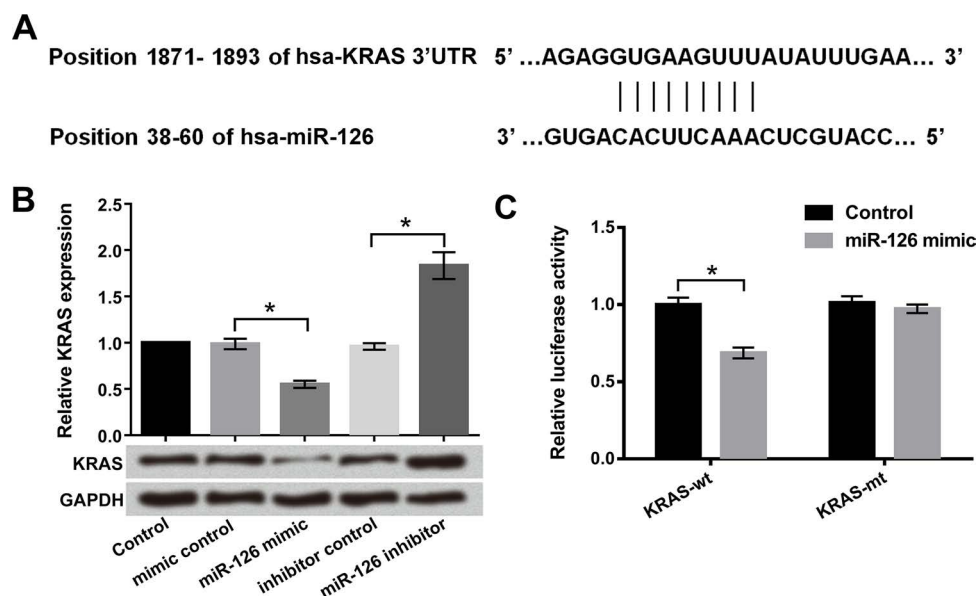 A
Position 1871- 1893 of hsa-KRAS 3'UTR 5' ...AGAGGUGAAGUUUAUAUUUGAA... 3'
Position 38-60 of hsa-miR-126 3' ...GUGACACUUCAAACUCGUACC... 5'
B
Relative KRAS expression
2.5
2.0
1.5
1.0
0.5
0.0
*
*
KRAS
GAPDH
Control
mimic control
miR-126 mimic
inhibitor control
miR-126 inhibitor
C
Control
miR-126 mimic
Relative luciferase activity
1.5
1.0
0.5
0.0
*
KRAS-wt
KRAS-mt